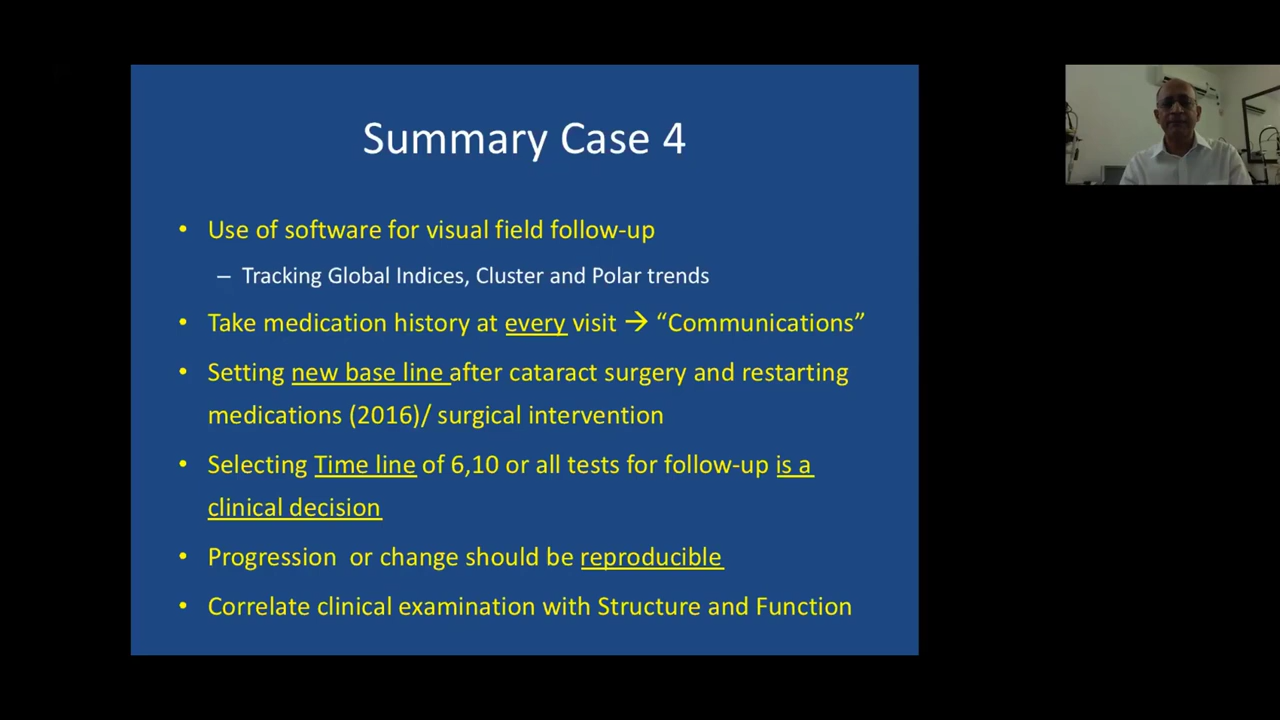 Summary Case 4
• Use of software for visual field follow-up
– Tracking Global Indices, Cluster and Polar trends
• Take medication history at every visit → “Communications”
• Setting new base line after cataract surgery and restarting
medications (2016)/ surgical intervention
• Selecting Time line of 6,10 or all tests for follow-up is a
clinical decision
• Progression  or change should be reproducible
• Correlate clinical examination with Structure and Function